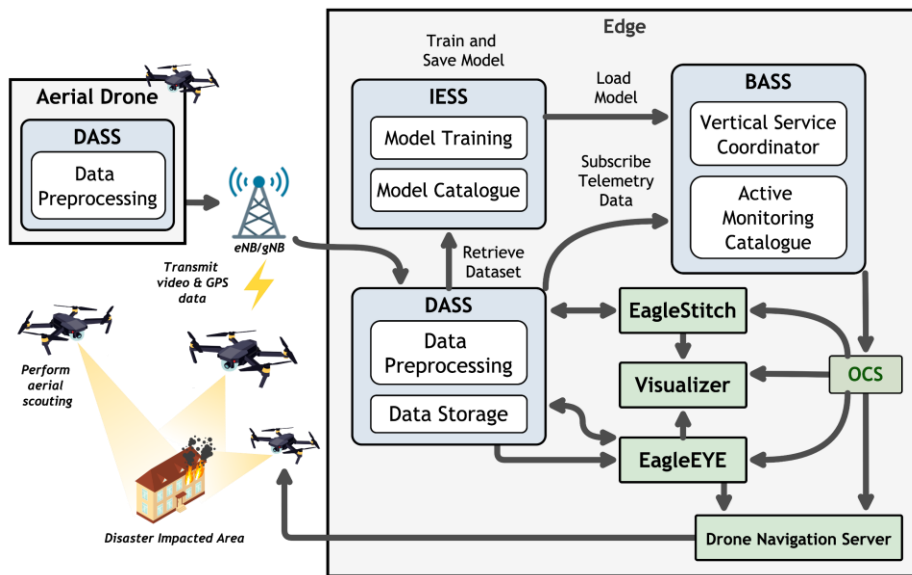 Edge
Aerial Drone
DASS
Data
Preprocessing
eNB/gNB
Transmit
video & GPS
data
Perform
aerial
scouting
Disaster Impacted Area
Train and
Save Model
IESS
Model Training
Model Catalogue
Load
Model
BASS
Vertical Service
Coordinator
Active
Monitoring
Catalogue
Subscribe
Telemetry
Data
Retrieve
Dataset
DASS
Data
Preprocessing
Data Storage
EagleStitch
Visualizer
OCS
EagleEYE
Drone Navigation Server